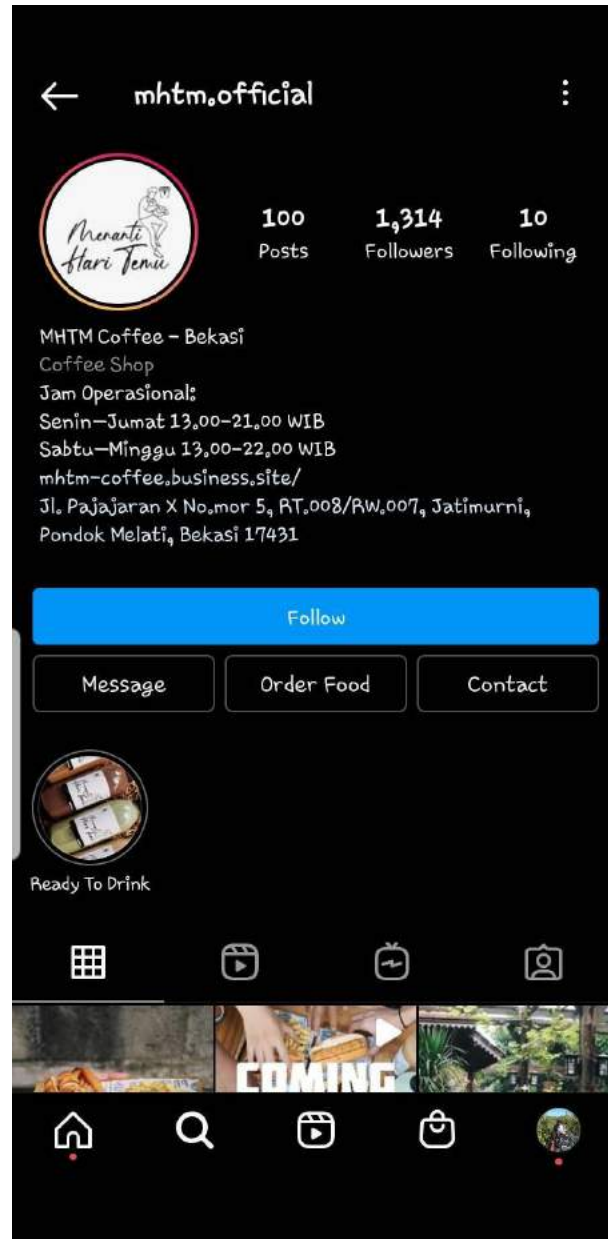 mhtm.official
Menanti
Hari Temu
100
1,314
10
Posts
Followers
Following
MHTM Coffee – Bekasi
Coffee Shop
Jam Operasional:
Senin–Jumat 13.00–21.00 WIB
Sabtu–Minggu 13.00–22.00 WIB
mhtm-coffee.business.site/
Jl. Pajajaran X No.mor 5, RT.008/RW.007, Jatimurni,
Pondok Melati, Bekasi 17431
Follow
Message
Order Food
Contact
Ready To Drink
COMING